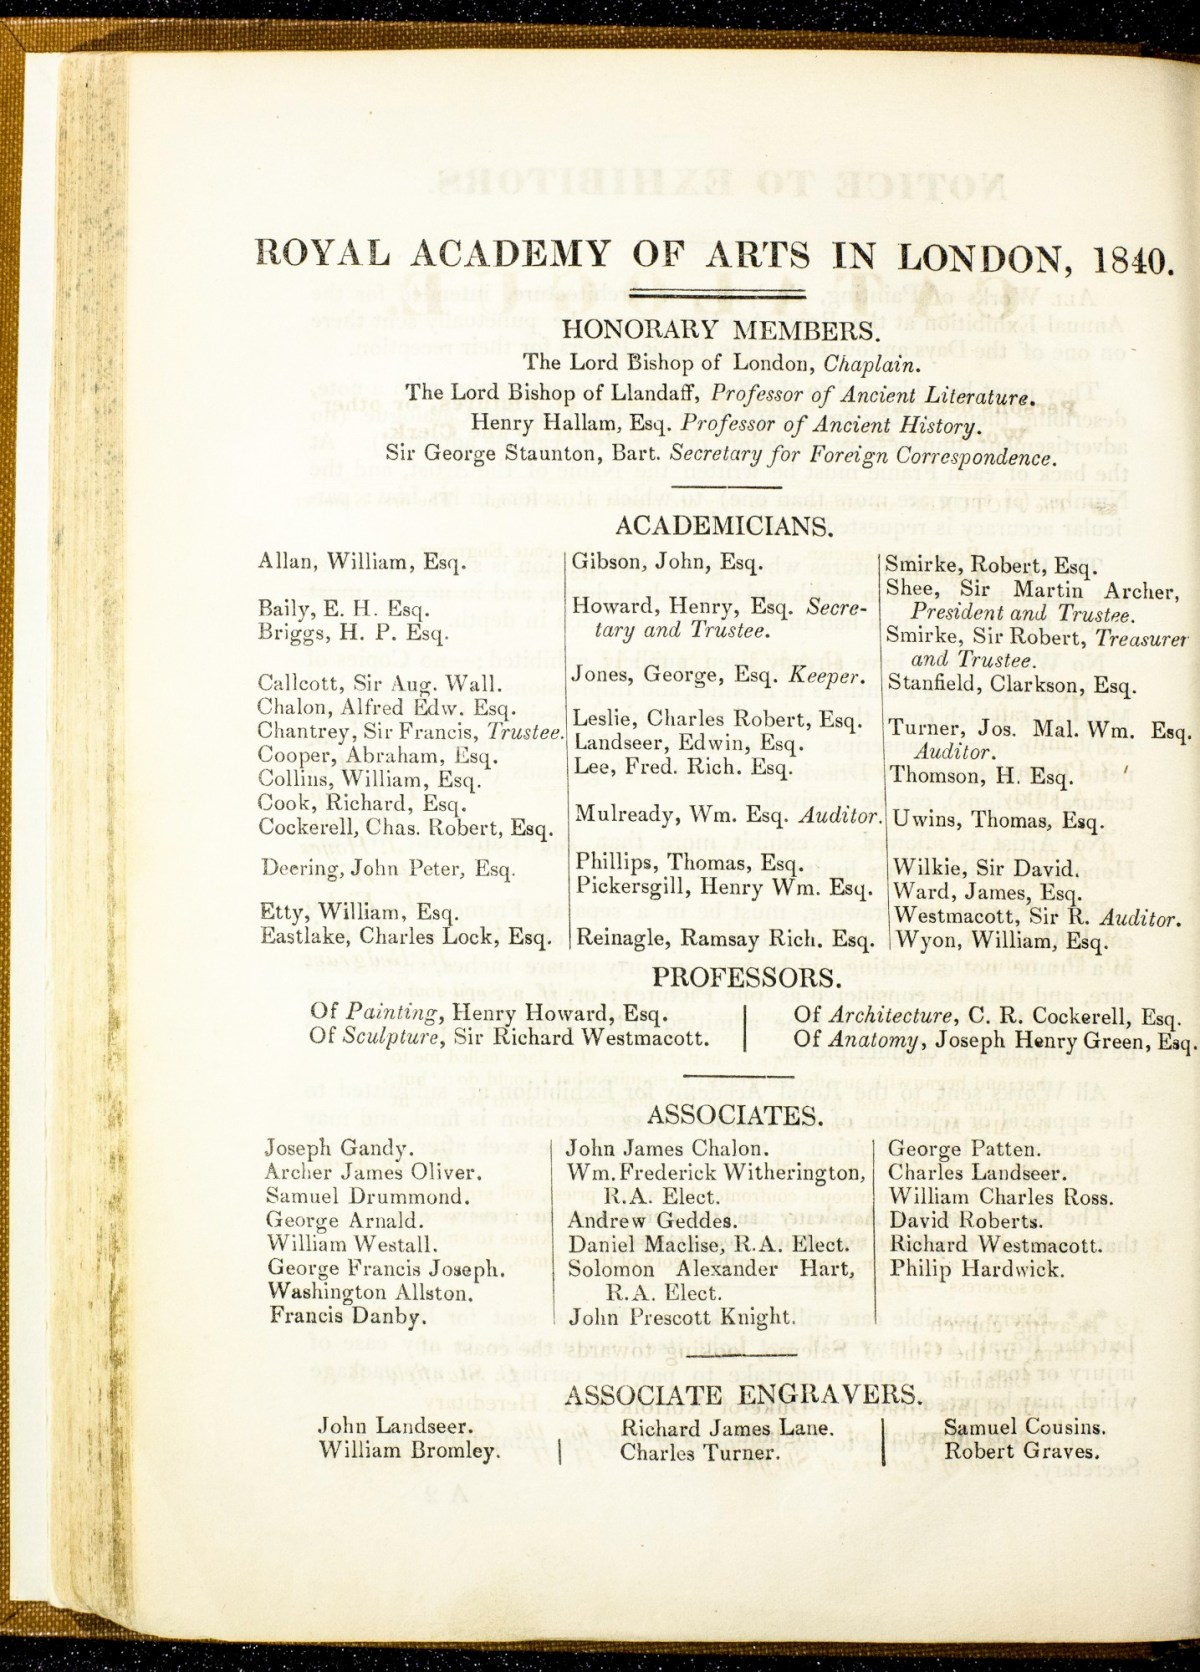 ROYAL ACADEMY OF ARTS IN LONDON, 1840.
HONORARY MEMBERS.
The Lord Bishop of London, Chaplain.
The Lord Bishop of Llandaff, Professor of Ancient Literature.
Henry Hallam, Esq. Professor of Ancient History.
Sir George Staunton, Bart. Secretary for Foreign Correspondence.
ACADEMICIANS.
Allan, William, Esq.
Baily, E. H. Esq.
Briggs, H. P. Esq.
Callcott, Sir Aug. Wall.
Chalon, Alfred Edw. Esq.
Chantrey, Sir Francis, Trustee.
Cooper, Abraham, Esq.
Collins, William, Esq.
Cook, Richard, Esq.
Cockerell, Chas. Robert, Esq.
Deering, John Peter, Esq.
Etty, William, Esq.
Eastlake, Charles Lock, Esq.
Gibson, John, Esq.
Howard, Henry, Esq. Secre-
tary and Trustee.
Jones, George, Esq. Keeper.
Leslie, Charles Robert, Esq.
Landseer, Edwin, Esq.
Lee, Fred. Rich. Esq.
Mulready, Wm. Esq. Auditor.
Phillips, Thomas, Esq.
Pickersgill, Henry Wm. Esq.
Reinagle, Ramsay Rich. Esq.
Smirke, Robert, Esq.
Shee, Sir Martin Archer,
President and Trustee.
Smirke, Sir Robert, Treasurer
and Trustee.
Stanfield, Clarkson, Esq.
Turner, Jos. Mal. Wm. Esq.
Auditor.
Thomson, H. Esq.
Uwins, Thomas, Esq.
Wilkie, Sir David.
Ward, James, Esq.
Westmacott, Sir R. Auditor.
Wyon, William, Esq.
PROFESSORS.
Of Painting, Henry Howard, Esq.
Of Sculpture, Sir Richard Westmacott.
Of Architecture, C. R. Cockerell, Esq.
Of Anatomy, Joseph Henry Green, Esq.
ASSOCIATES.
Joseph Gandy.
Archer James Oliver.
Samuel Drummond.
George Arnald.
William Westall.
George Francis Joseph.
Washington Allston.
Francis Danby.
John James Chalon.
Wm. Frederick Witherington,
R.A. Elect.
Andrew Geddes.
Daniel Maclise, R.A. Elect.
Solomon Alexander Hart,
R.A. Elect.
John Prescott Knight.
George Patten.
Charles Landseer.
William Charles Ross.
David Roberts.
Richard Westmacott.
Philip Hardwick.
ASSOCIATE ENGRAVERS.
John Landseer.
William Bromley.
Richard James Lane.
Charles Turner.
Samuel Cousins.
Robert Graves.